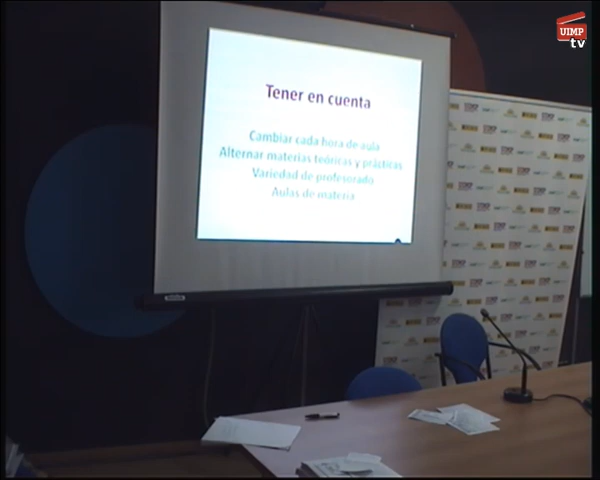 UIMP
tv
Tener en cuenta
Cambiar cada hora de aula
Alternar materias teóricas y prácticas
Variedad de profesorado
Aulas de materia